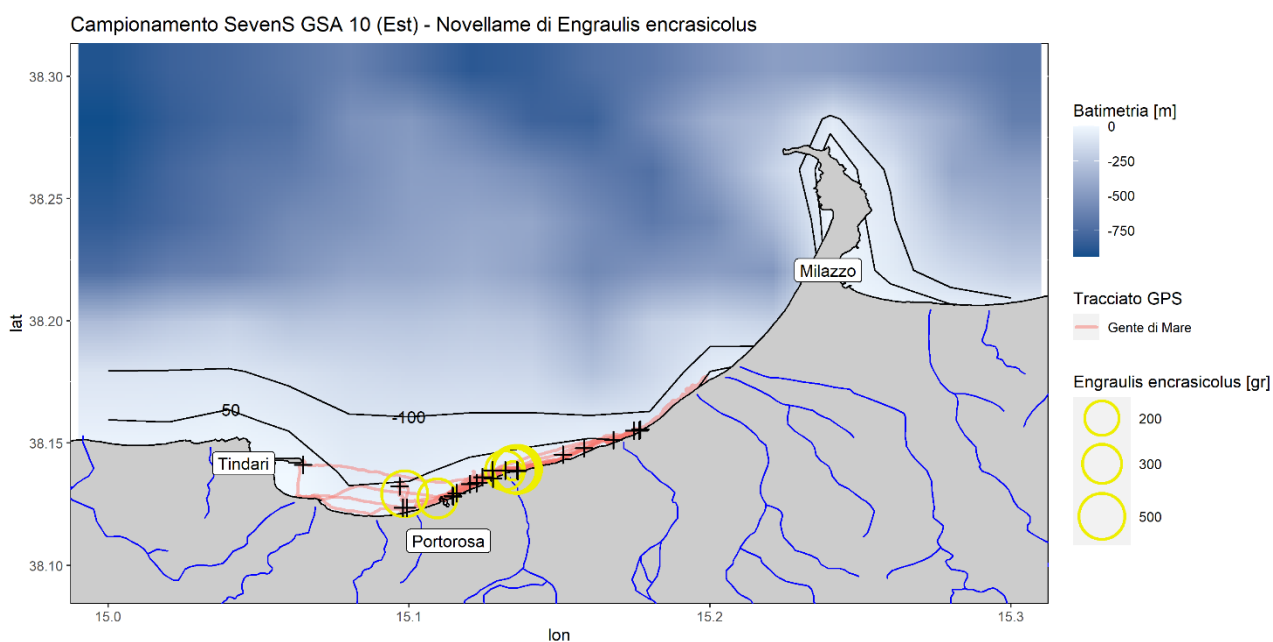 Campionamento SevenS GSA 10 (Est) - Novellame di Engraulis encrasicolus
38.30
38.25
38.20
38.15
38.10
lat
Milazzo
50
-100
Tindari
Portorosa
15.0
15.1
15.2
15.3
lon
Batimetria [m]
0
-250
-500
-750
Tracciato GPS
Gente di Mare
Engraulis encrasicolus [gr]
200
300
500